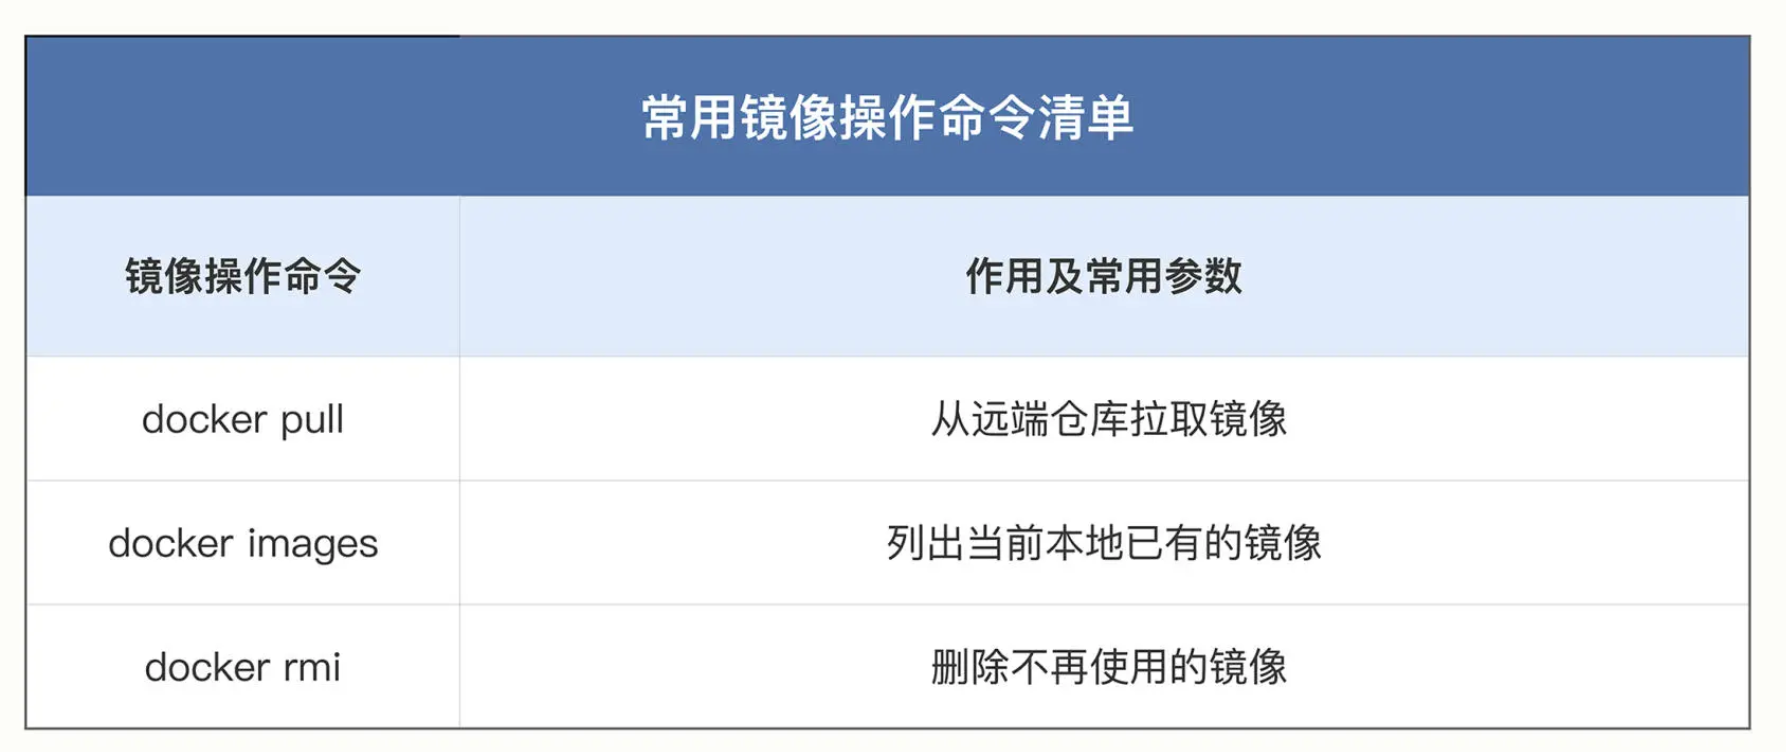 常用镜像操作命令清单
镜像操作命令 作用及常用参数
docker pull 从远端仓库拉取镜像
docker images 列出当前本地已有的镜像
docker rmi 删除不再使用的镜像